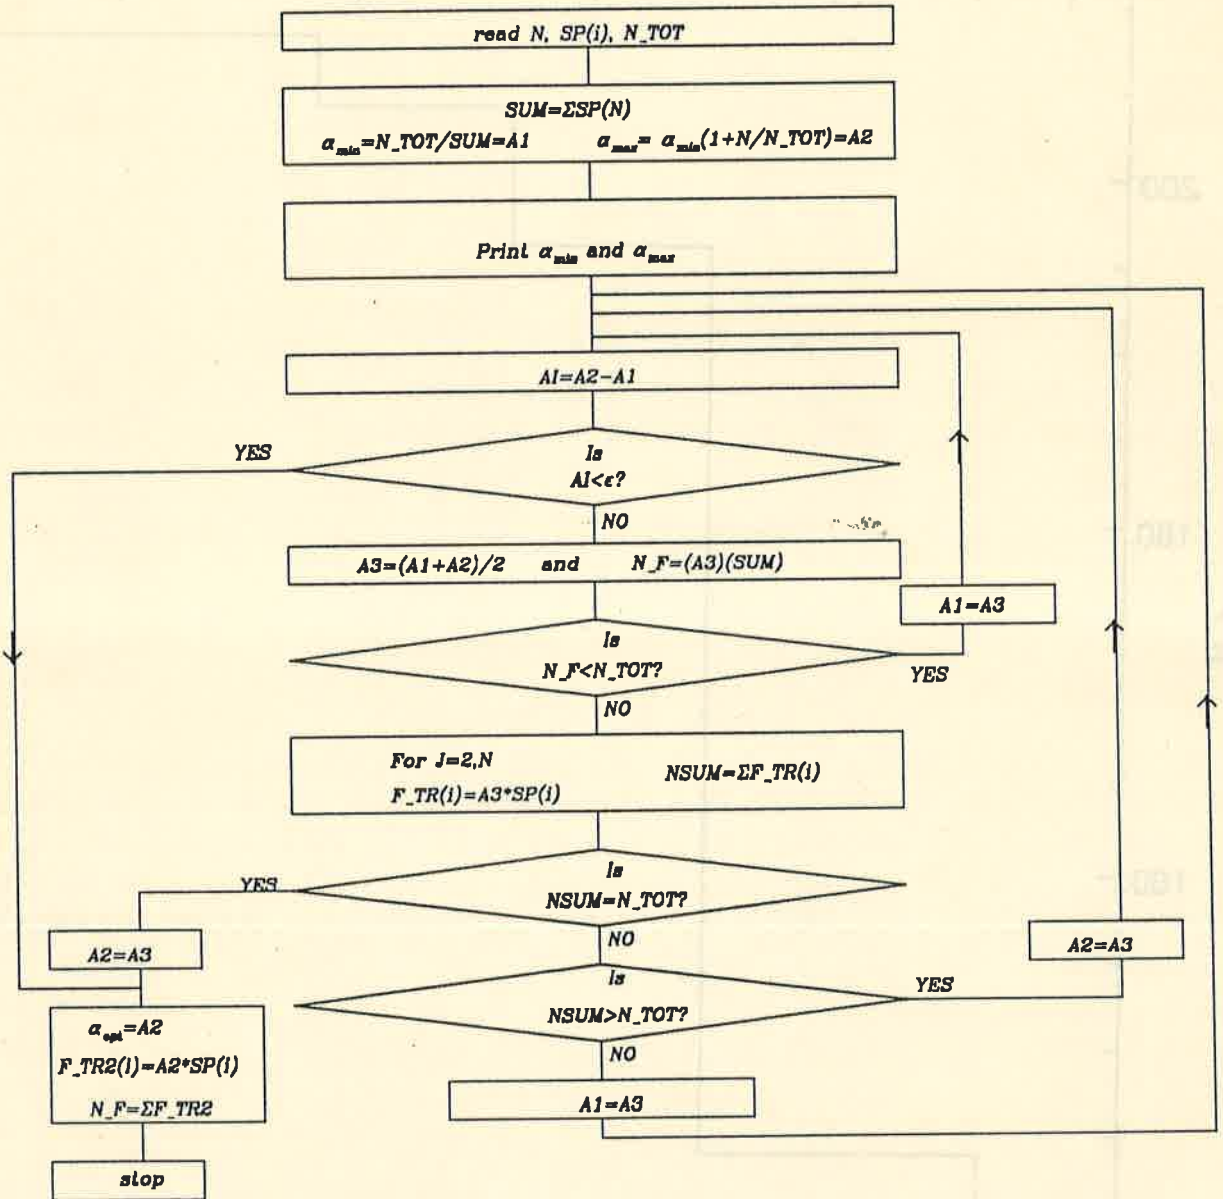 read N, SP(i), N_TOT
SUM=ΣSP(N)
α_min=N_TOT/SUM=A1 α_max= α_min(1+N/N_TOT)=A2
Print α_min and α_max
AI=A2-A1
YES
Is
AI<ε?
NO
A3=(A1+A2)/2 and N_F=(A3)(SUM)
A1=A3
Is
N_F<N_TOT?
YES
NO
For J=2,N
NSUM=ΣF_TR(i)
F_TR(i)=A3*SP(i)
YES
Is
NSUM=N_TOT?
NO
A2=A3
A2=A3
Is
NSUM>N_TOT?
YES
NO
α_opt=A2
F_TR2(i)=A2*SP(i)
N_F=ΣF_TR2
A1=A3
stop
200
180
160